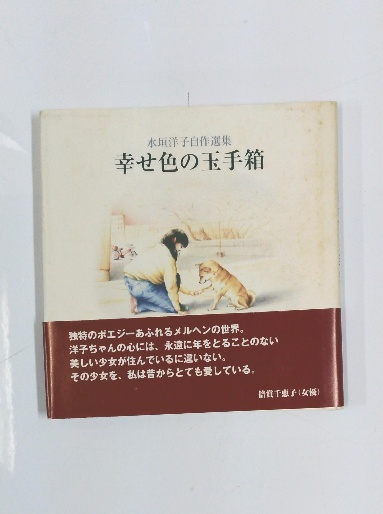 水垣洋子自作選集
幸せ色の玉手箱
独特のポエジーあふれるメルヘンの世界。
洋子ちゃんの心には、永遠に年をとることのない
美しい少女が住んでいるに違いない。
その少女を、私は昔からとても愛している。
倍賞千恵子（女優）